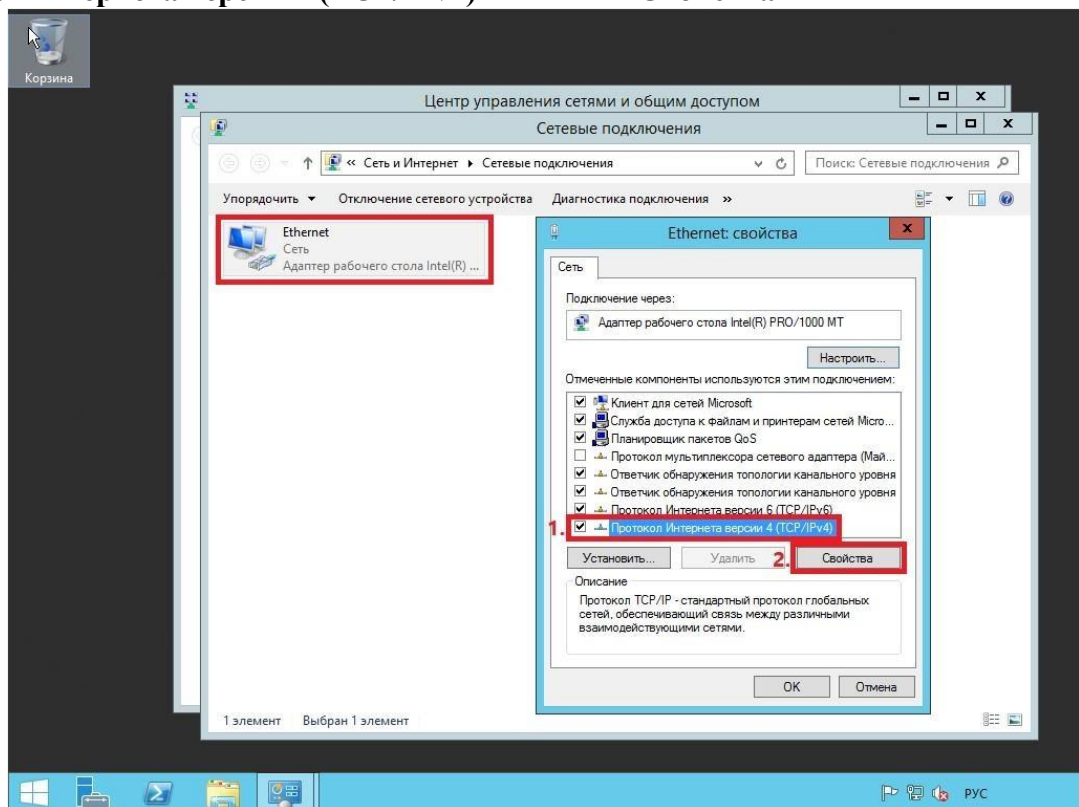 Корзина
Центр управления сетями и общим доступом
Сетевые подключения
« Сеть и Интернет ▸ Сетевые подключения
Поиск: Сетевые подключения
Упорядочить ▾ Отключение сетевого устройства Диагностика подключения »
Ethernet
Сеть
Адаптер рабочего стола Intel(R) ...
Ethernet: свойства
Сеть
Подключение через:
Адаптер рабочего стола Intel(R) PRO/1000 MT
Настроить...
Отмеченные компоненты используются этим подключением:
Клиент для сетей Microsoft
Служба доступа к файлам и принтерам сетей Micro...
Планировщик пакетов QoS
Протокол мультиплексора сетевого адаптера (Май...
Ответчик обнаружения топологии канального уровня
Ответчик обнаружения топологии канального уровня
Протокол Интернета версии 6 (TCP/IPv6)
1. Протокол Интернета версии 4 (TCP/IPv4)
Установить... Удалить 2. Свойства
Описание
Протокол TCP/IP - стандартный протокол глобальных
сетей, обеспечивающий связь между различными
взаимодействующими сетями.
OK Отмена
1 элемент Выбран 1 элемент
РУС